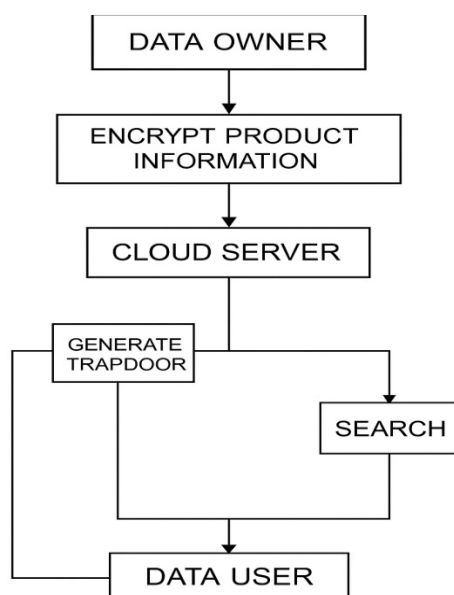 DATA OWNER
ENCRYPT PRODUCT
INFORMATION
CLOUD SERVER
GENERATE
TRAPDOOR
SEARCH
DATA USER